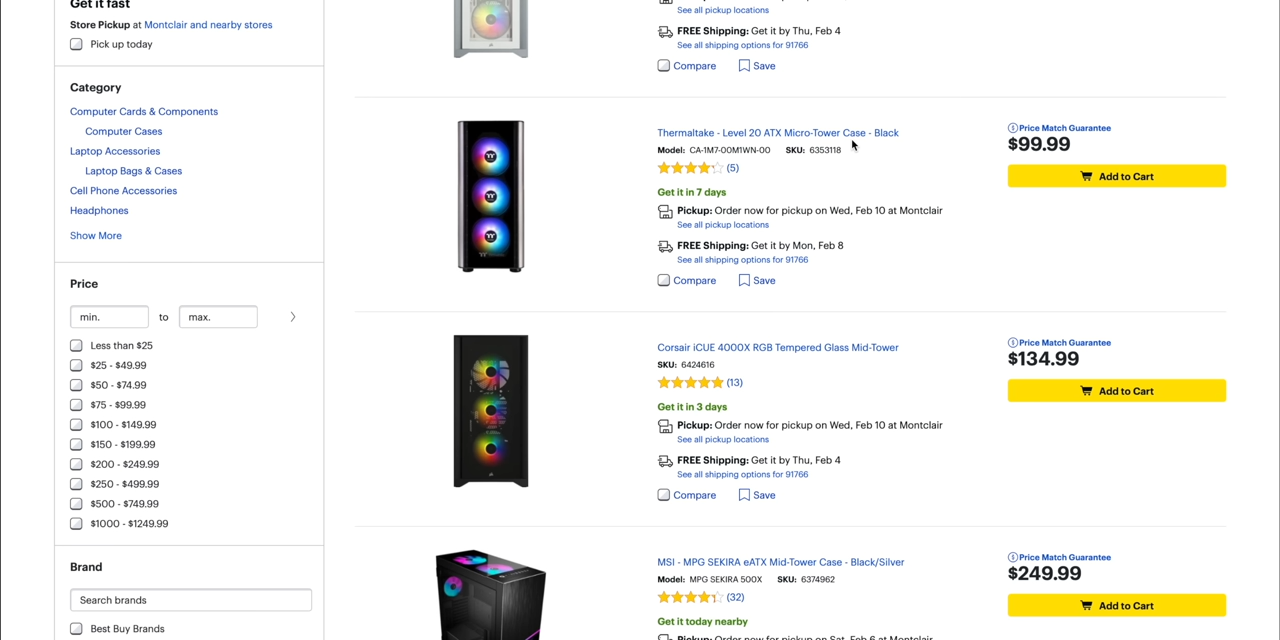 Get it fast
Store Pickup at Montclair and nearby stores
Pick up today
Category
Computer Cards & Components
Computer Cases
Laptop Accessories
Laptop Bags & Cases
Cell Phone Accessories
Headphones
Show More
Price
min. to max.
Less than $25
$25 - $49.99
$50 - $74.99
$75 - $99.99
$100 - $149.99
$150 - $199.99
$200 - $249.99
$250 - $499.99
$500 - $749.99
$1000 - $1249.99
Brand
Search brands
Best Buy Brands
See all pickup locations
FREE Shipping: Get it by Thu, Feb 4
See all shipping options for 91766
Compare Save
Thermaltake - Level 20 ATX Micro-Tower Case - Black
Model: CA-1M7-00M1WN-00 SKU: 6353118
(5)
Get it in 7 days
Pickup: Order now for pickup on Wed, Feb 10 at Montclair
See all pickup locations
FREE Shipping: Get it by Mon, Feb 8
See all shipping options for 91766
Compare Save
Price Match Guarantee
$99.99
Add to Cart
Corsair iCUE 4000X RGB Tempered Glass Mid-Tower
SKU: 6424616
(13)
Get it in 3 days
Pickup: Order now for pickup on Wed, Feb 10 at Montclair
See all pickup locations
FREE Shipping: Get it by Thu, Feb 4
See all shipping options for 91766
Compare Save
Price Match Guarantee
$134.99
Add to Cart
MSI - MPG SEKIRA eATX Mid-Tower Case - Black/Silver
Model: MPG SEKIRA 500X SKU: 6374962
(32)
Get it today nearby
Pickup: Order now for pickup on Sat, Feb 6 at Montclair
Price Match Guarantee
$249.99
Add to Cart